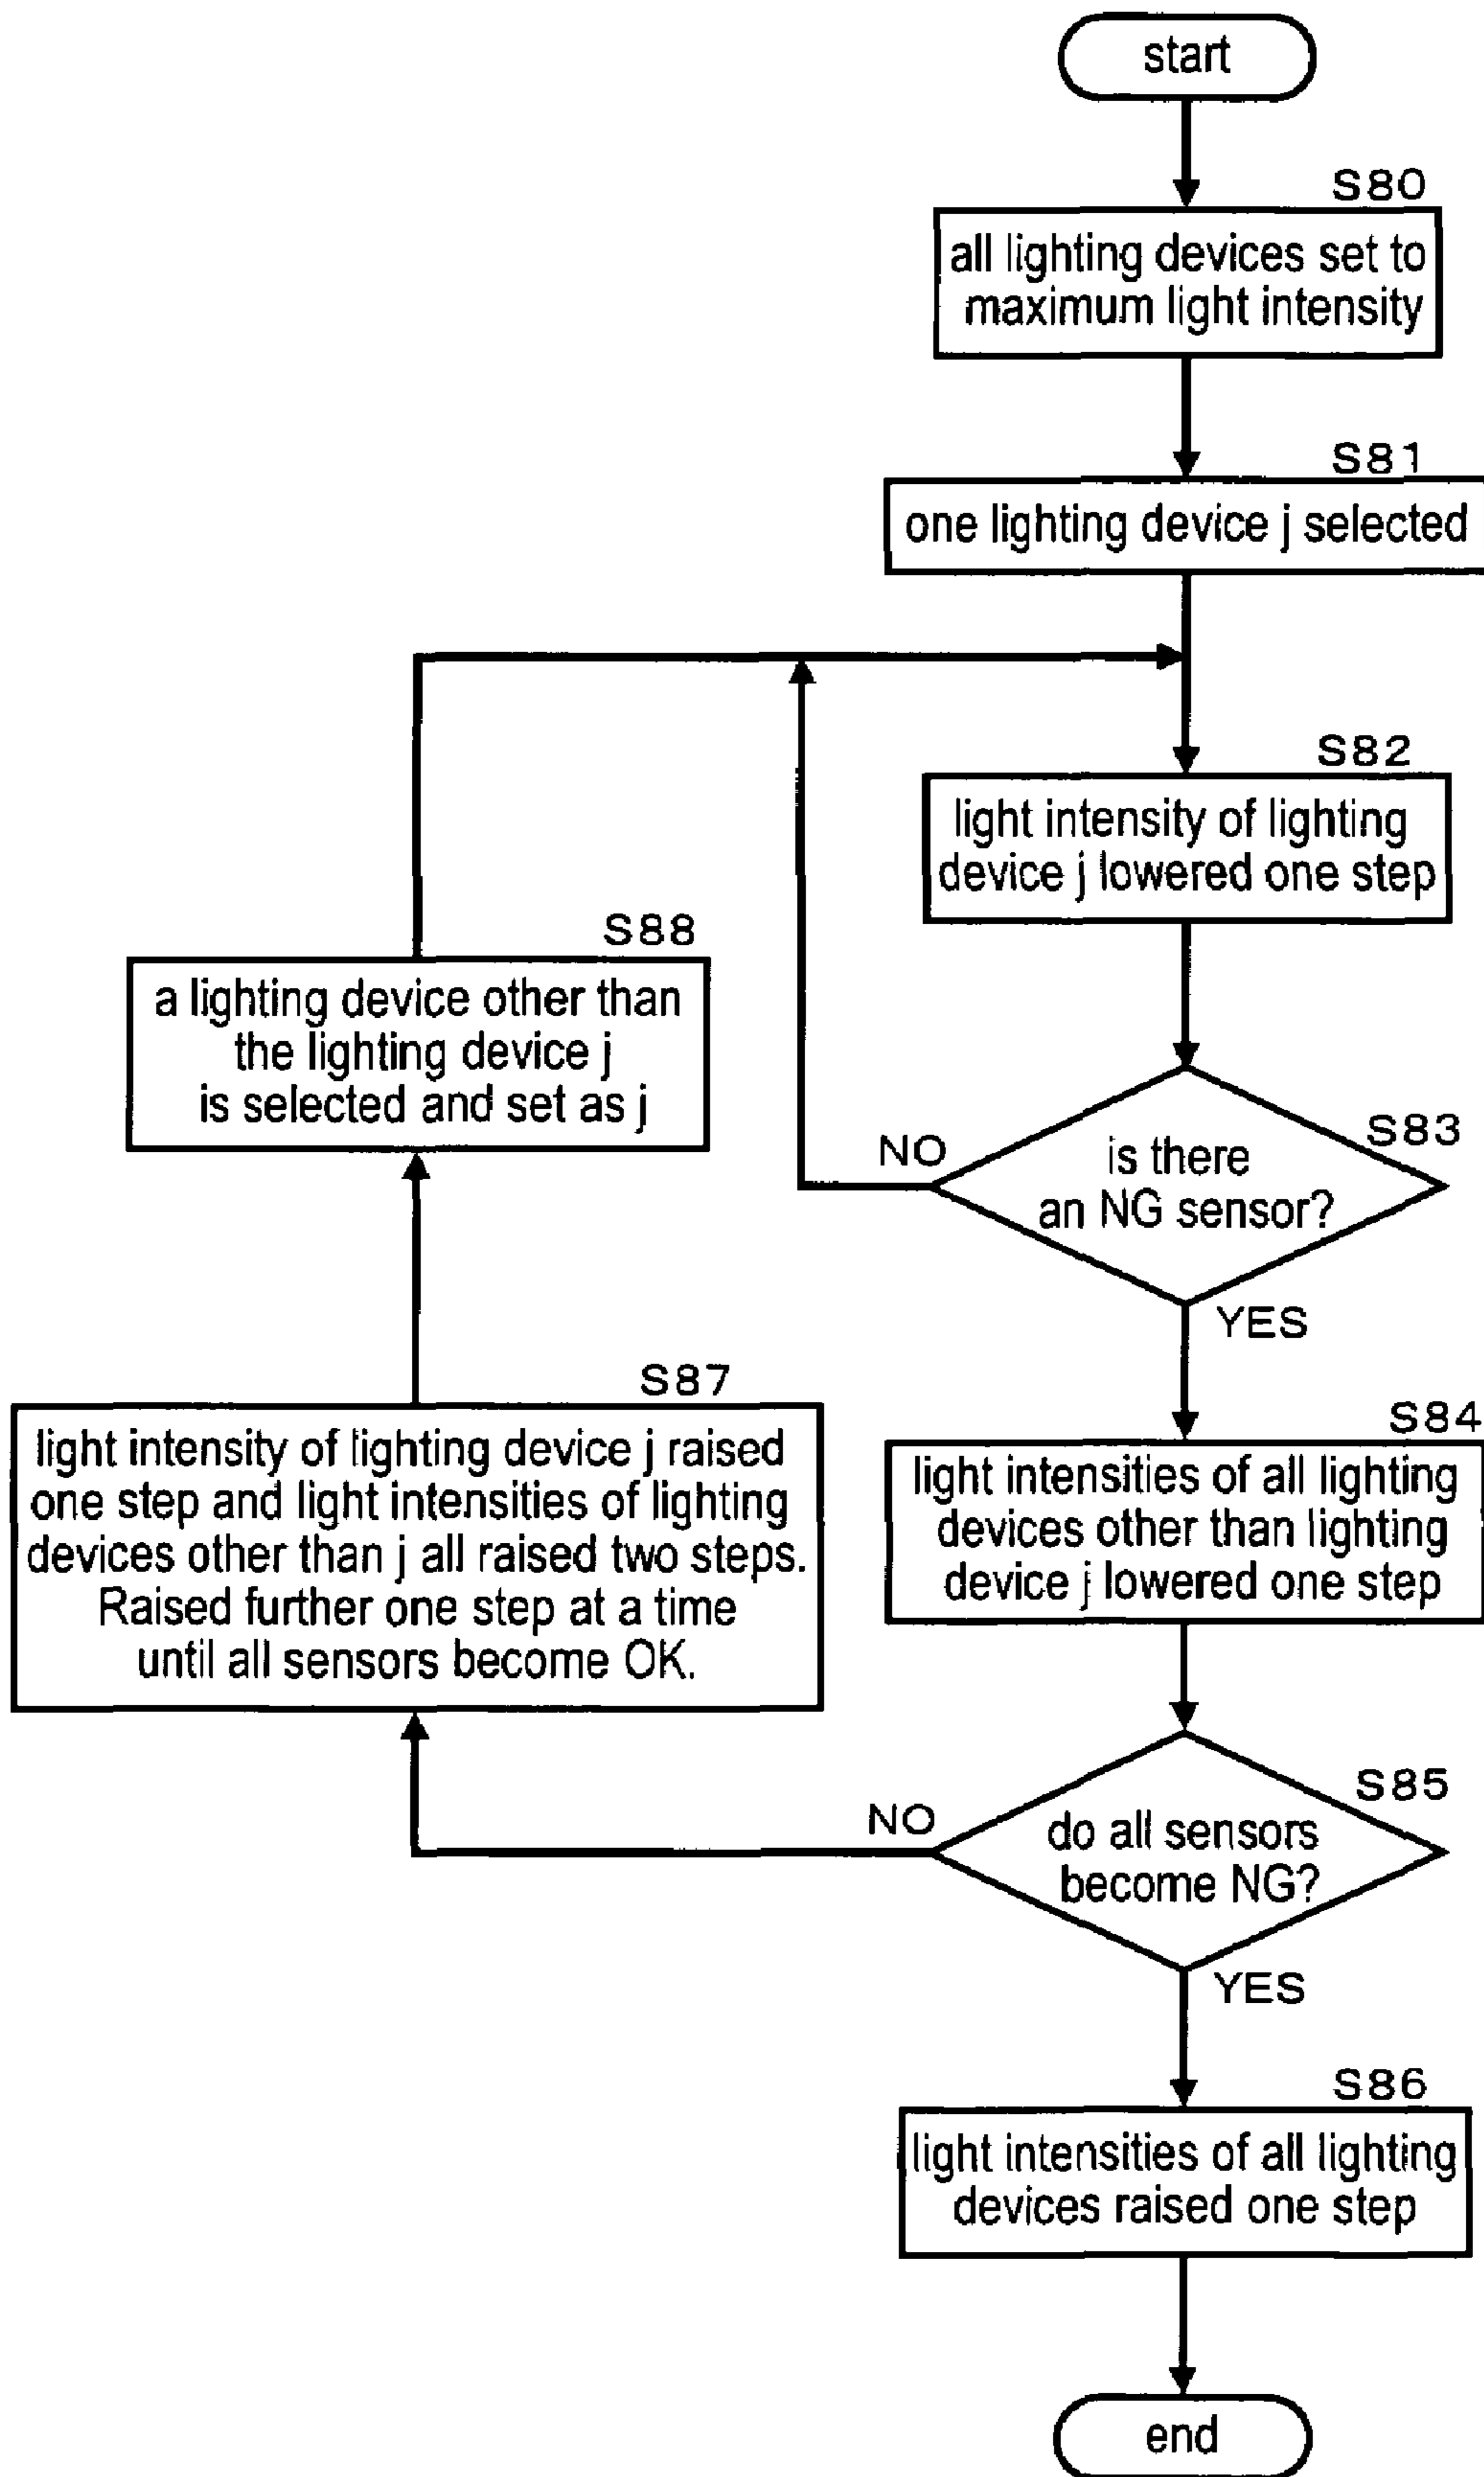 start
S80
all lighting devices set to
maximum light intensity
S81
one lighting device j selected
S82
light intensity of lighting
device j lowered one step
S88
a lighting device other than
the lighting device j
is selected and set as j
S83
NO
is there
an NG sensor?
YES
S87
light intensity of lighting device j raised
one step and light intensities of lighting
devices other than j all raised two steps.
Raised further one step at a time
until all sensors become OK.
S84
light intensities of all lighting
devices other than lighting
device j lowered one step
S85
NO
do all sensors
become NG?
YES
S86
light intensities of all lighting
devices raised one step
end